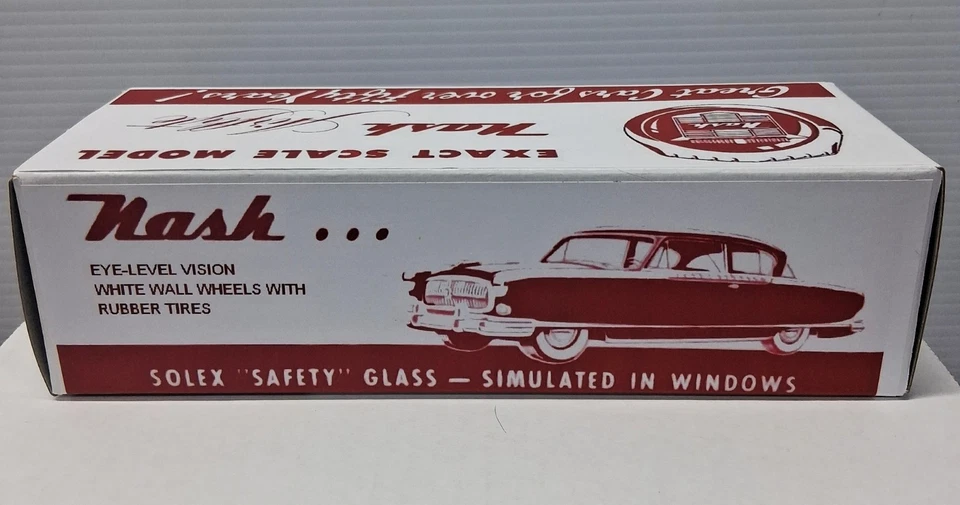 Great Cars for over fifty Years!
Nash Airflyte
EXACT SCALE MODEL
Nash
Nash...
EYE-LEVEL VISION
WHITE WALL WHEELS WITH
RUBBER TIRES
SOLEX "SAFETY" GLASS — SIMULATED IN WINDOWS